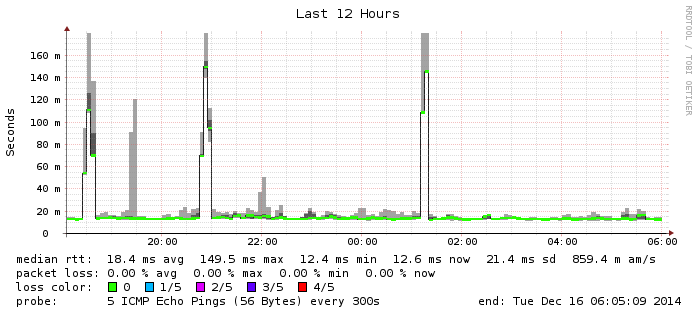 Last 12 Hours
RRDTOOL / TOBI OETIKER
Seconds
160 m
140 m
120 m
100 m
80 m
60 m
40 m
20 m
0
20:00 22:00 00:00 02:00 04:00 06:00
median rtt: 18.4 ms avg 149.5 ms max 12.4 ms min 12.6 ms now 21.4 ms sd 859.4 m am/s
packet loss: 0.00 % avg 0.00 % max 0.00 % min 0.00 % now
loss color: 0 1/5 2/5 3/5 4/5
probe: 5 ICMP Echo Pings (56 Bytes) every 300s end: Tue Dec 16 06:05:09 2014